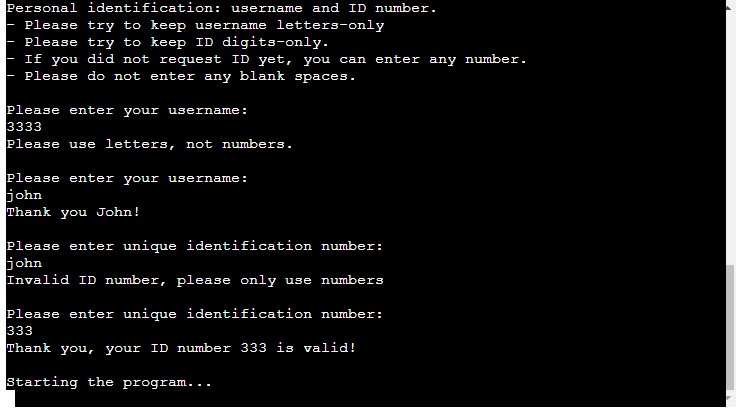 Personal identification: username and ID number.
- Please try to keep username letters-only
- Please try to keep ID digits-only.
- If you did not request ID yet, you can enter any number.
- Please do not enter any blank spaces.
Please enter your username:
3333
Please use letters, not numbers.
Please enter your username:
john
Thank you John!
Please enter unique identification number:
john
Invalid ID number, please only use numbers
Please enter unique identification number:
333
Thank you, your ID number 333 is valid!
Starting the program...